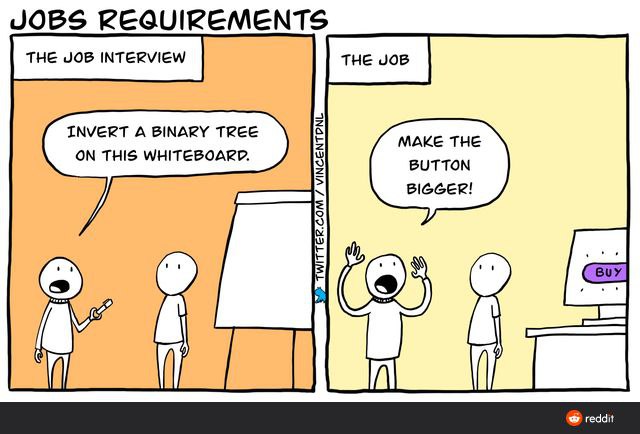 JOBS REQUIREMENTS
THE JOB INTERVIEW
INVERT A BINARY TREE
ON THIS WHITEBOARD.
TWITTER.COM / VINCENTDNL
THE JOB
MAKE THE
BUTTON
BIGGER!
BUY
reddit